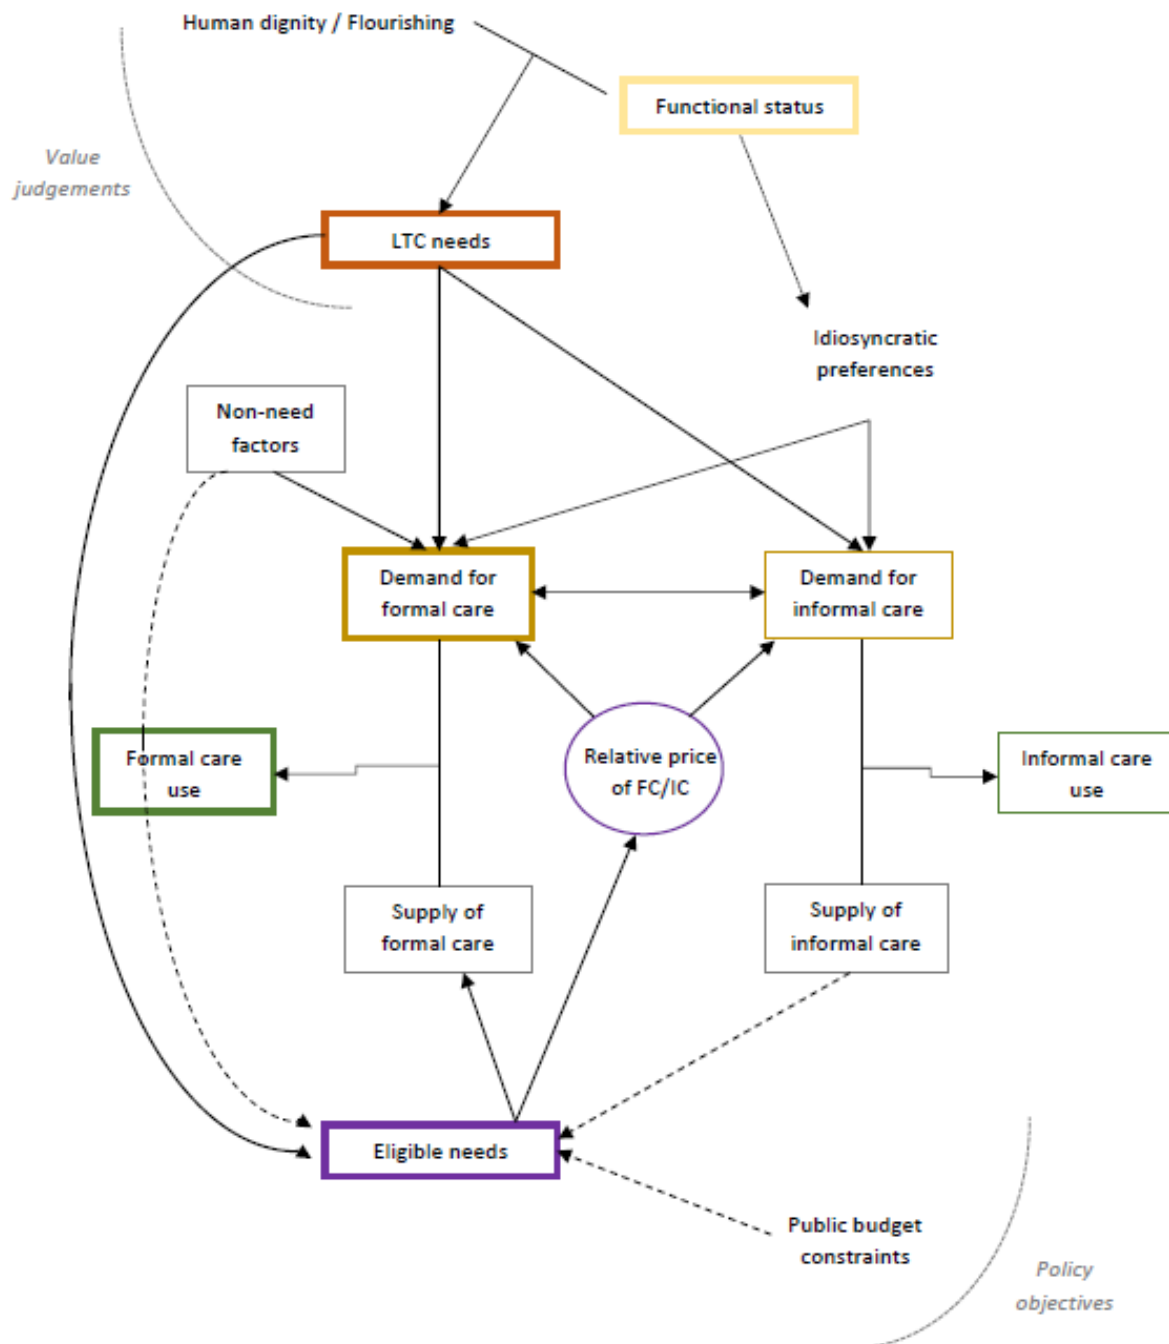 Human dignity / Flourishing
Functional status
Value
judgements
LTC needs
Idiosyncratic
preferences
Non-need
factors
Demand for
formal care
Demand for
informal care
Formal care
use
Relative price
of FC/IC
Informal care
use
Supply of
formal care
Supply of
informal care
Eligible needs
Public budget
constraints
Policy
objectives